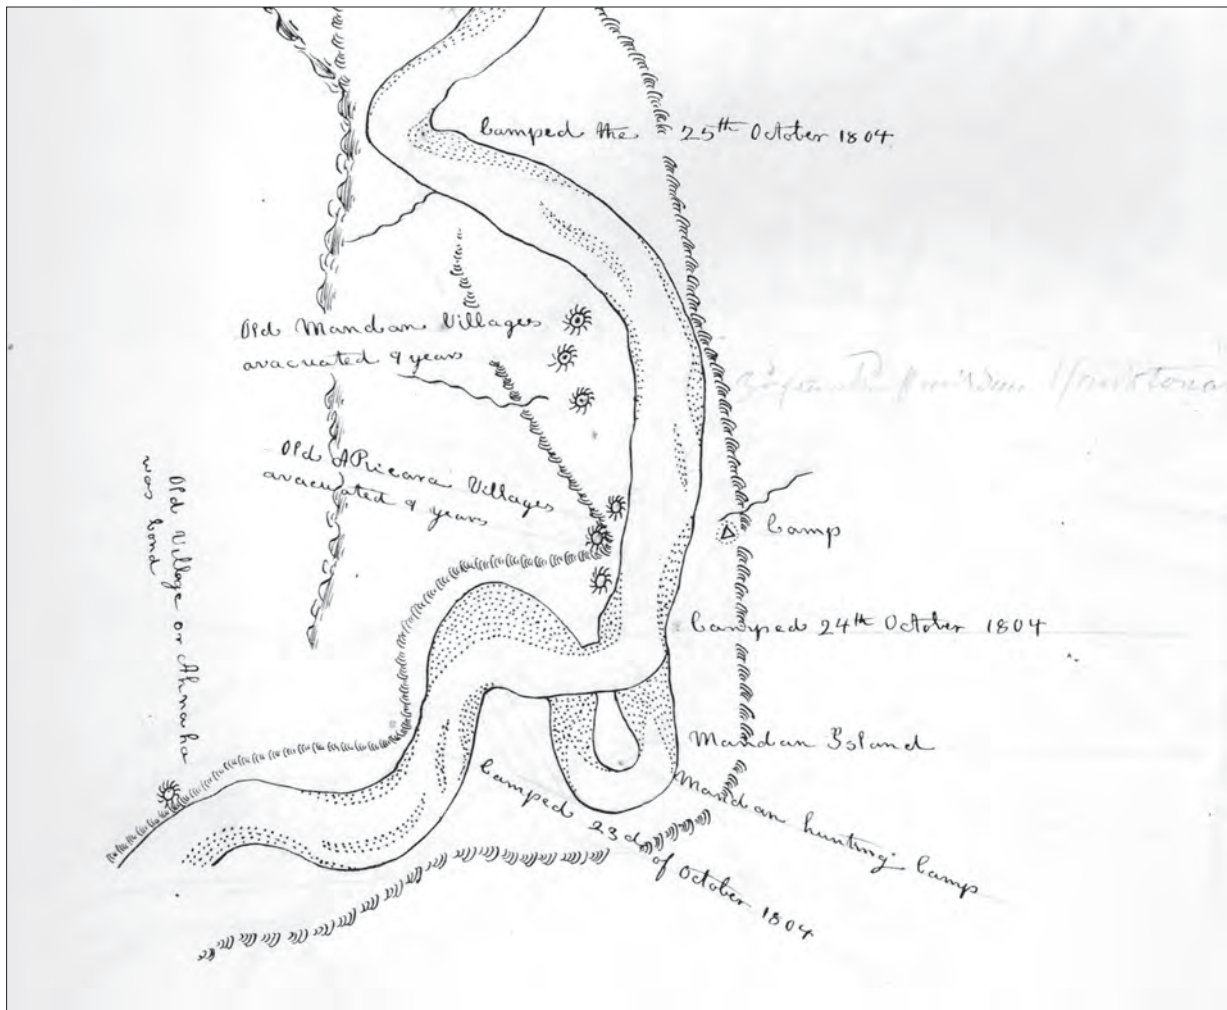 Camped the 25th October 1804
Old Mandan Villages
avacuated 9 years
Old ARicara Villages
avacuated 9 years
Camp
Old Village or Ahnaha
was
Camped 24th October 1804
Mandan Island
Mandan hunting Camp
Camped 23d of October 1804